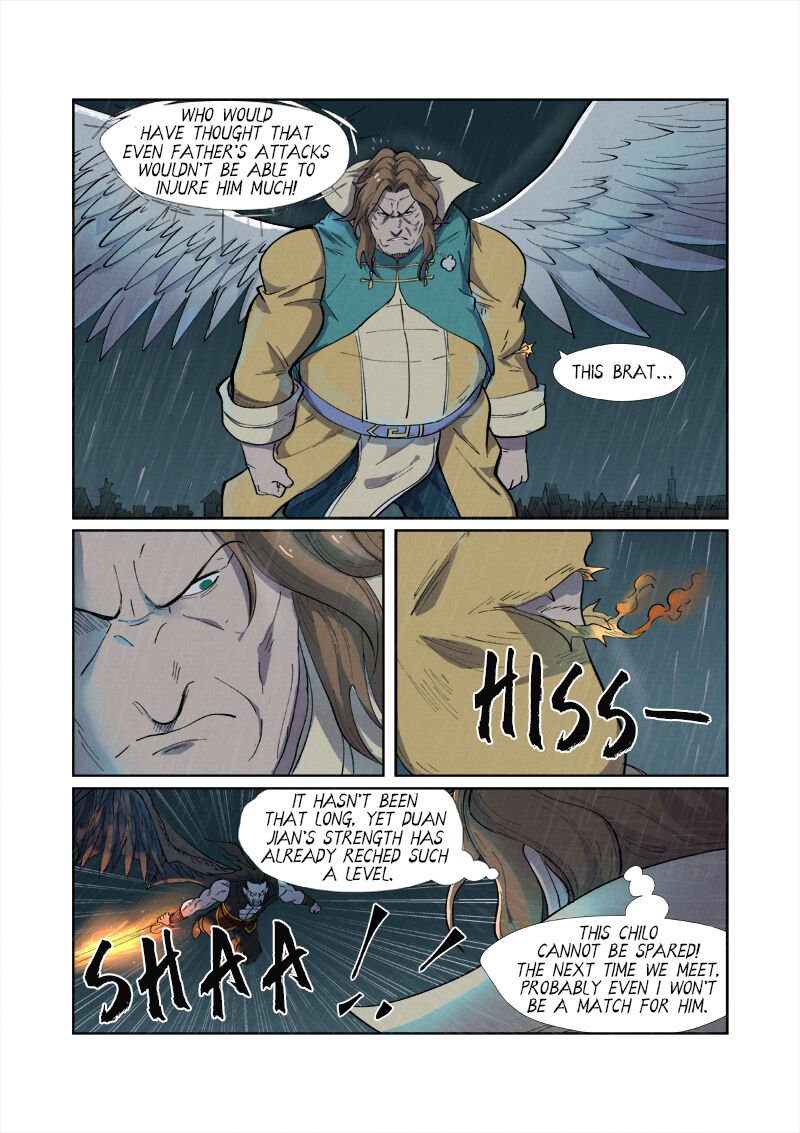 WHO WOULD
HAVE THOUGHT THAT
EVEN FATHER'S ATTACKS
WOULDN'T BE ABLE TO
INJURE HIM MUCH!
THIS BRAT...
HISS—
IT HASN'T BEEN
THAT LONG, YET DUAN
JIAN'S STRENGTH HAS
ALREADY RECHED SUCH
A LEVEL.
SHAA!!
THIS CHILO
CANNOT BE SPARED!
THE NEXT TIME WE MEET,
PROBABLY EVEN I WON'T
BE A MATCH FOR HIM.